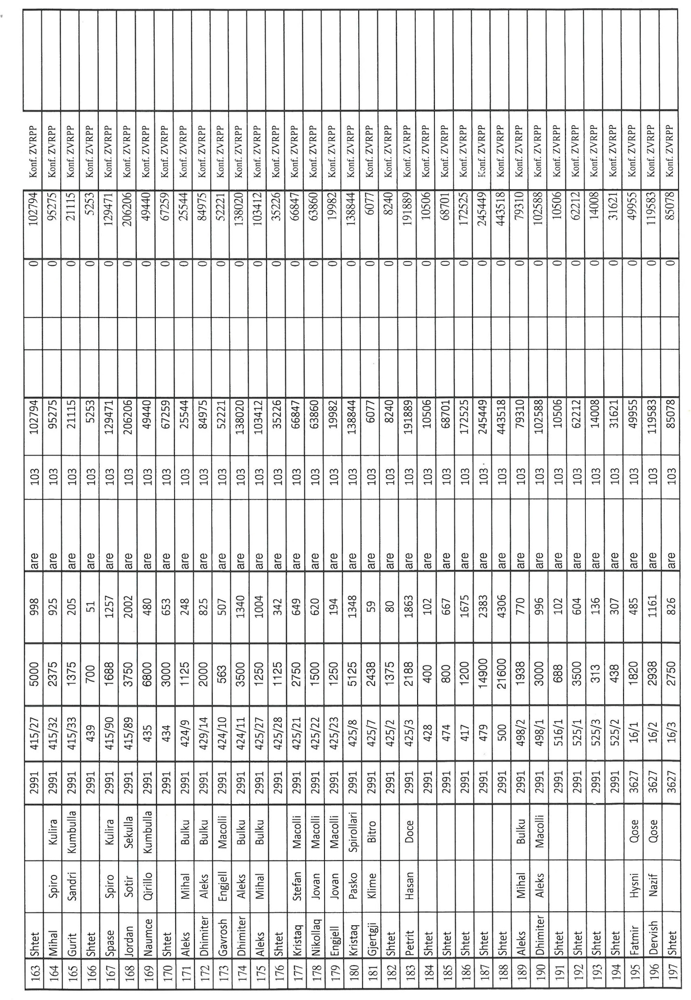 163 Shtet 2991 415/27 5000 998 are 103 102794 0 102794 Konf. ZVRPP
164 Mihal Spiro Kulira 2991 415/32 2375 925 are 103 95275 0 95275 Konf. ZVRPP
165 Gurit Sandri Kumbulla 2991 415/33 1375 205 are 103 21115 0 21115 Konf. ZVRPP
166 Shtet 2991 439 700 51 are 103 5253 0 5253 Konf. ZVRPP
167 Spase Spiro Kulira 2991 415/90 1688 1257 are 103 129471 0 129471 Konf. ZVRPP
168 Jordan Sotir Sekulla 2991 415/89 3750 2002 are 103 206206 0 206206 Konf. ZVRPP
169 Naumce Qirillo Kumbulla 2991 435 6800 480 are 103 49440 0 49440 Konf. ZVRPP
170 Shtet 2991 434 3000 653 are 103 67259 0 67259 Konf. ZVRPP
171 Aleks Mihal Bulku 2991 424/9 1125 248 are 103 25544 0 25544 Konf. ZVRPP
172 Dhimiter Aleks Bulku 2991 429/14 2000 825 are 103 84975 0 84975 Konf. ZVRPP
173 Gavrosh Engjell Macolli 2991 424/10 563 507 are 103 52221 0 52221 Konf. ZVRPP
174 Dhimiter Aleks Bulku 2991 424/11 3500 1340 are 103 138020 0 138020 Konf. ZVRPP
175 Aleks Mihal Bulku 2991 425/27 1250 1004 are 103 103412 0 103412 Konf. ZVRPP
176 Shtet 2991 425/28 1125 342 are 103 35226 0 35226 Konf. ZVRPP
177 Kristaq Stefan Macolli 2991 425/21 2750 649 are 103 66847 0 66847 Konf. ZVRPP
178 Nikollaq Jovan Macolli 2991 425/22 1500 620 are 103 63860 0 63860 Konf. ZVRPP
179 Engjell Jovan Macolli 2991 425/23 1250 194 are 103 19982 0 19982 Konf. ZVRPP
180 Kristaq Pasko Spirollari 2991 425/8 5125 1348 are 103 138844 0 138844 Konf. ZVRPP
181 Gjertgji Klime Bitro 2991 425/7 2438 59 are 103 6077 0 6077 Konf. ZVRPP
182 Shtet 2991 425/2 1375 80 are 103 8240 0 8240 Konf. ZVRPP
183 Petrit Hasan Doce 2991 425/3 2188 1863 are 103 191889 0 191889 Konf. ZVRPP
184 Shtet 2991 428 400 102 are 103 10506 0 10506 Konf. ZVRPP
185 Shtet 2991 474 800 667 are 103 68701 0 68701 Konf. ZVRPP
186 Shtet 2991 417 1200 1675 are 103 172525 0 172525 Konf. ZVRPP
187 Shtet 2991 479 14900 2383 are 103 245449 0 245449 Konf. ZVRPP
188 Shtet 2991 500 21600 4306 are 103 443518 0 443518 Konf. ZVRPP
189 Aleks Mihal Bulku 2991 498/2 1938 770 are 103 79310 0 79310 Konf. ZVRPP
190 Dhimiter Aleks Macolli 2991 498/1 3000 996 are 103 102588 0 102588 Konf. ZVRPP
191 Shtet 2991 516/1 688 102 are 103 10506 0 10506 Konf. ZVRPP
192 Shtet 2991 525/1 3500 604 are 103 62212 0 62212 Konf. ZVRPP
193 Shtet 2991 525/3 313 136 are 103 14008 0 14008 Konf. ZVRPP
194 Shtet 2991 525/2 438 307 are 103 31621 0 31621 Konf. ZVRPP
195 Fatmir Hysni Qose 3627 16/1 1820 485 are 103 49955 0 49955 Konf. ZVRPP
196 Dervish Nazif Qose 3627 16/2 2938 1161 are 103 119583 0 119583 Konf. ZVRPP
197 Shtet 3627 16/3 2750 826 are 103 85078 0 85078 Konf. ZVRPP